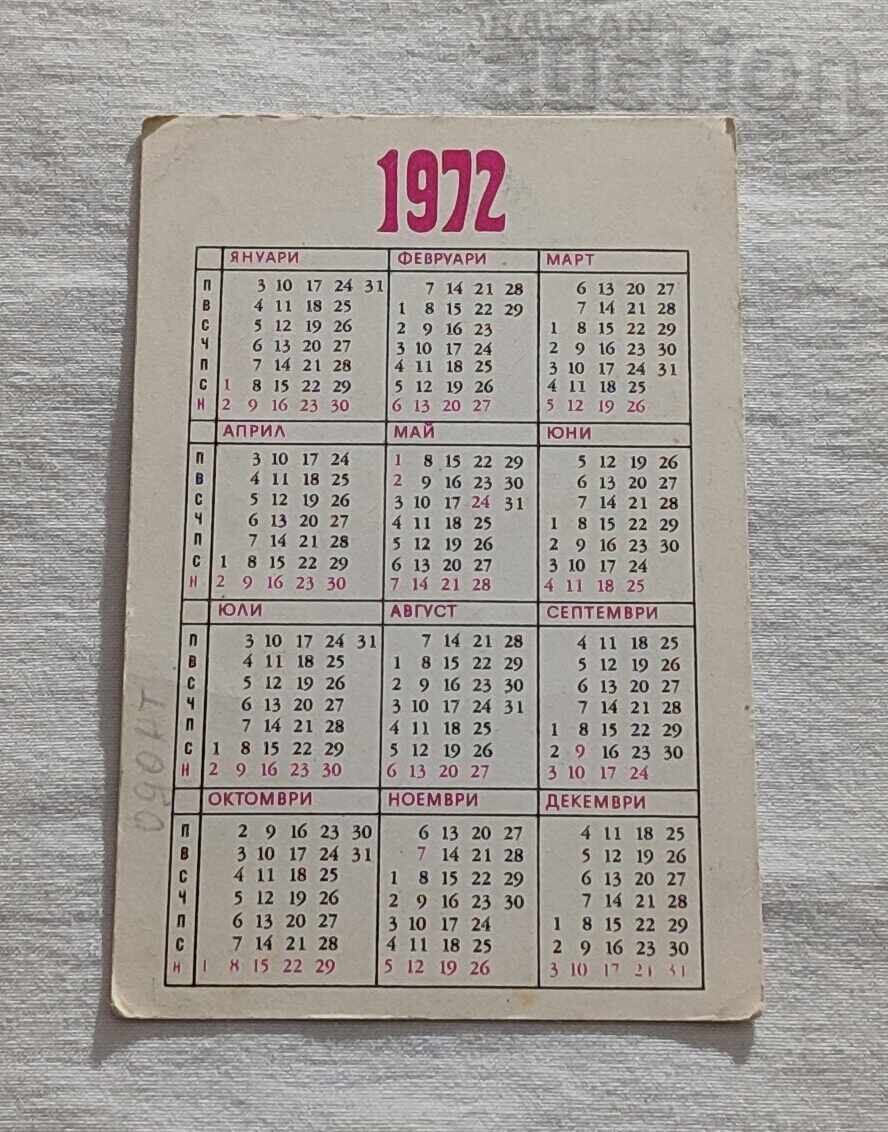 BALKAN
auction
1972
ЯНУАРИ ФЕВРУАРИ МАРТ
П 3 10 17 24 31 7 14 21 28 6 13 20 27
В 4 11 18 25 1 8 15 22 29 7 14 21 28
С 5 12 19 26 2 9 16 23 1 8 15 22 29
Ч 6 13 20 27 3 10 17 24 2 9 16 23 30
П 7 14 21 28 4 11 18 25 3 10 17 24 31
С 1 8 15 22 29 5 12 19 26 4 11 18 25
Н 2 9 16 23 30 6 13 20 27 5 12 19 26
АПРИЛ МАЙ ЮНИ
П 3 10 17 24 1 8 15 22 29 5 12 19 26
В 4 11 18 25 2 9 16 23 30 6 13 20 27
С 5 12 19 26 3 10 17 24 31 7 14 21 28
Ч 6 13 20 27 4 11 18 25 1 8 15 22 29
П 7 14 21 28 5 12 19 26 2 9 16 23 30
С 1 8 15 22 29 6 13 20 27 3 10 17 24
Н 2 9 16 23 30 7 14 21 28 4 11 18 25
ЮЛИ АВГУСТ СЕПТЕМВРИ
П 3 10 17 24 31 7 14 21 28 4 11 18 25
В 4 11 18 25 1 8 15 22 29 5 12 19 26
С 5 12 19 26 2 9 16 23 30 6 13 20 27
Ч 6 13 20 27 3 10 17 24 31 7 14 21 28
П 7 14 21 28 4 11 18 25 1 8 15 22 29
С 1 8 15 22 29 5 12 19 26 2 9 16 23 30
Н 2 9 16 23 30 6 13 20 27 3 10 17 24
ОКТОМВРИ НОЕМВРИ ДЕКЕМВРИ
П 2 9 16 23 30 6 13 20 27 4 11 18 25
В 3 10 17 24 31 7 14 21 28 5 12 19 26
С 4 11 18 25 1 8 15 22 29 6 13 20 27
Ч 5 12 19 26 2 9 16 23 30 7 14 21 28
П 6 13 20 27 3 10 17 24 1 8 15 22 29
С 7 14 21 28 4 11 18 25 2 9 16 23 30
Н 1 8 15 22 29 5 12 19 26 3 10 17 24 31